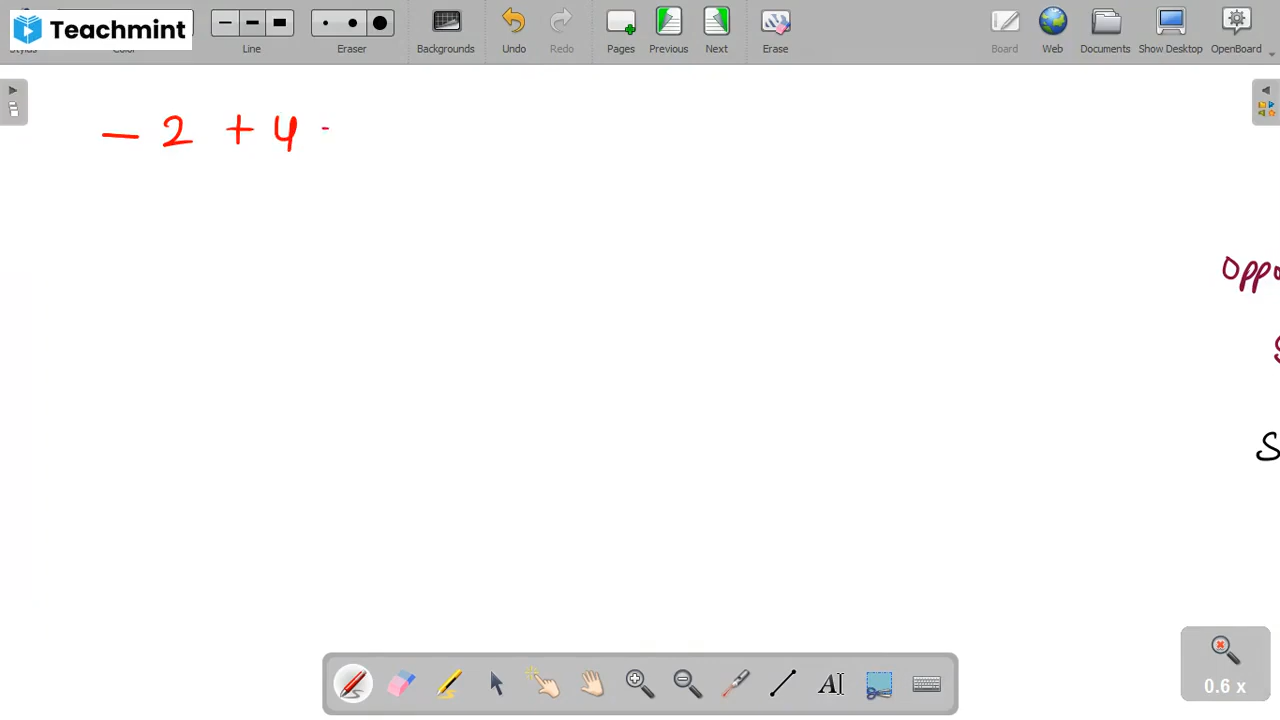 Teachmint
Line
Eraser
Backgrounds
Undo
Redo
Pages
Previous
Next
Erase
Board
Web
Documents
Show Desktop
OpenBoard
- 2 + 4 -
0.6 x